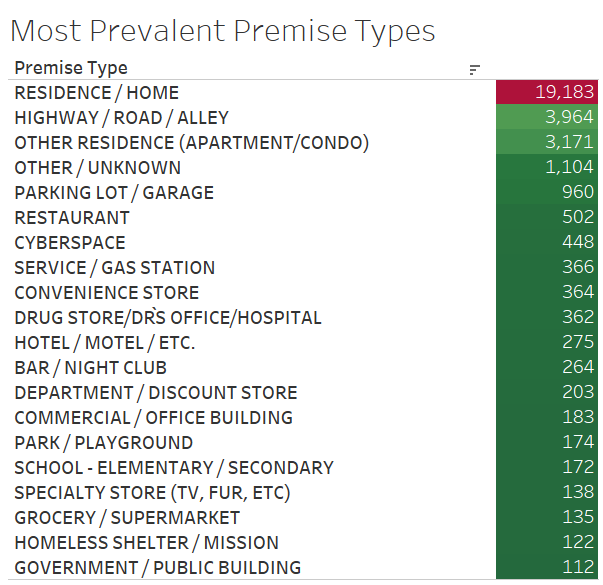 Most Prevalent Premise Types
Premise Type
RESIDENCE / HOME 19,183
HIGHWAY / ROAD / ALLEY 3,964
OTHER RESIDENCE (APARTMENT/CONDO) 3,171
OTHER / UNKNOWN 1,104
PARKING LOT / GARAGE 960
RESTAURANT 502
CYBERSPACE 448
SERVICE / GAS STATION 366
CONVENIENCE STORE 364
DRUG STORE/DR`S OFFICE/HOSPITAL 362
HOTEL / MOTEL / ETC. 275
BAR / NIGHT CLUB 264
DEPARTMENT / DISCOUNT STORE 203
COMMERCIAL / OFFICE BUILDING 183
PARK / PLAYGROUND 174
SCHOOL - ELEMENTARY / SECONDARY 172
SPECIALTY STORE (TV, FUR, ETC) 138
GROCERY / SUPERMARKET 135
HOMELESS SHELTER / MISSION 122
GOVERNMENT / PUBLIC BUILDING 112